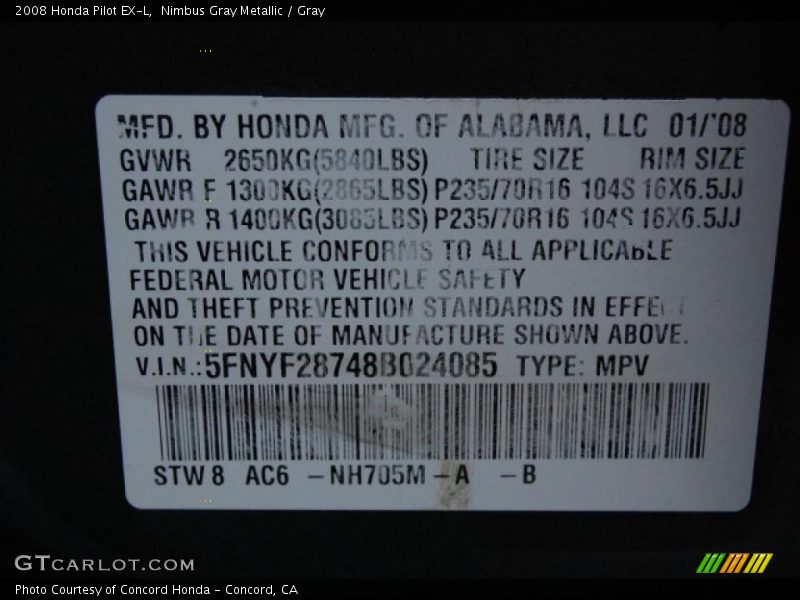 2008 Honda Pilot EX-L,  Nimbus Gray Metallic / Gray
MFD. BY HONDA MFG. OF ALABAMA, LLC 01/'08
GVWR 2650KG(5840LBS) TIRE SIZE RIM SIZE
GAWR F 1300KG(2865LBS) P235/70R16 104S 16X6.5JJ
GAWR R 1400KG(3085LBS) P235/70R16 104S 16X6.5JJ
THIS VEHICLE CONFORMS TO ALL APPLICABLE
FEDERAL MOTOR VEHICLE SAFETY
AND THEFT PREVENTION STANDARDS IN EFFECT
ON THE DATE OF MANUFACTURE SHOWN ABOVE.
V.I.N.:5FNYF28748B024085 TYPE: MPV
STW8 AC6 -NH705M-A -B
GTCARLOT.COM
Photo Courtesy of Concord Honda - Concord, CA